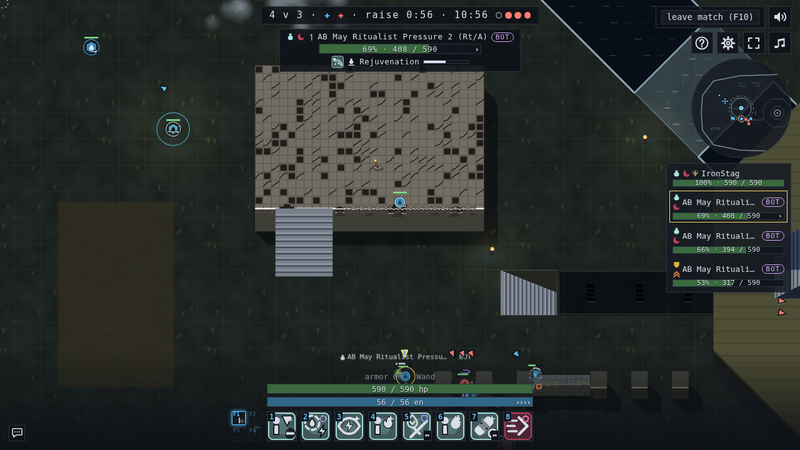 4 v 3 · + + · raise 0:56 · 10:56
leave match (F10)
AB May Ritualist Pressure 2 (Rt/A) BOT
69% · 408 / 590
Rejuvenation
IronStag
100% · 590 / 590
AB May Rituali… BOT
69% · 408 / 590
AB May Rituali… BOT
66% · 394 / 590
AB May Rituali… BOT
53% · 317 / 590
AB May Ritualist Pressu… BOT
armor Wand
590 / 590 hp
56 / 56 en
F1 F2
1 2 3 4 5 6 7 8